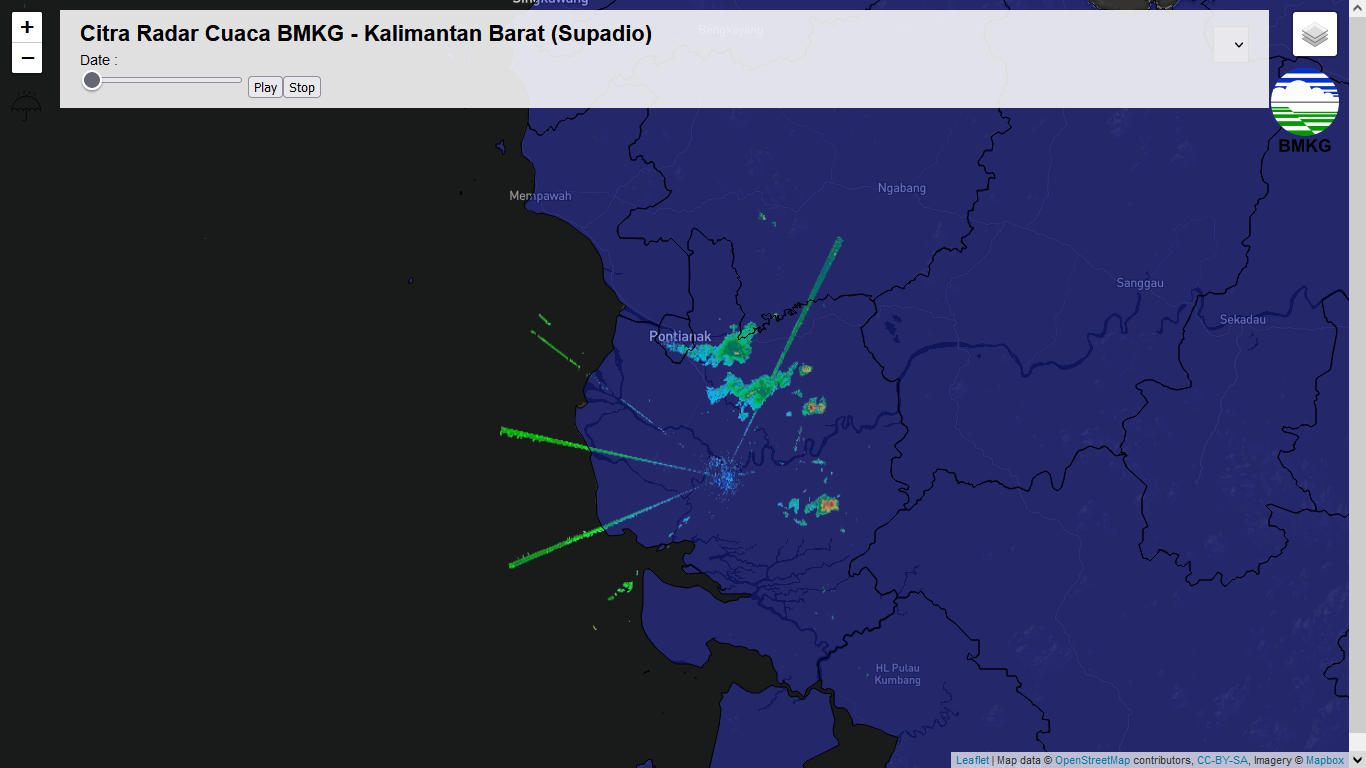 Singkawang
+
Citra Radar Cuaca BMKG - Kalimantan Barat (Supadio)
Bengkayang
Date :
−
Play Stop
BMKG
Ngabang
Mempawah
Sanggau
Sekadau
Pontianak
HL Pulau
Kumbang
Leaflet | Map data © OpenStreetMap contributors, CC-BY-SA, Imagery © Mapbox